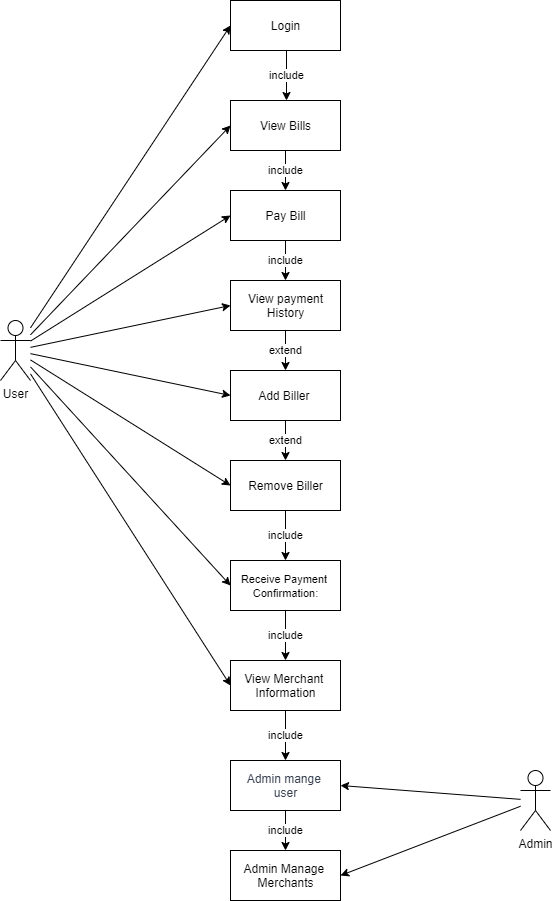 Login
include
View Bills
include
Pay Bill
include
View payment
History
extend
User
Add Biller
extend
Remove Biller
include
Receive Payment
Confirmation:
include
View Merchant
Information
include
Admin mange
user
include
Admin
Admin Manage
Merchants